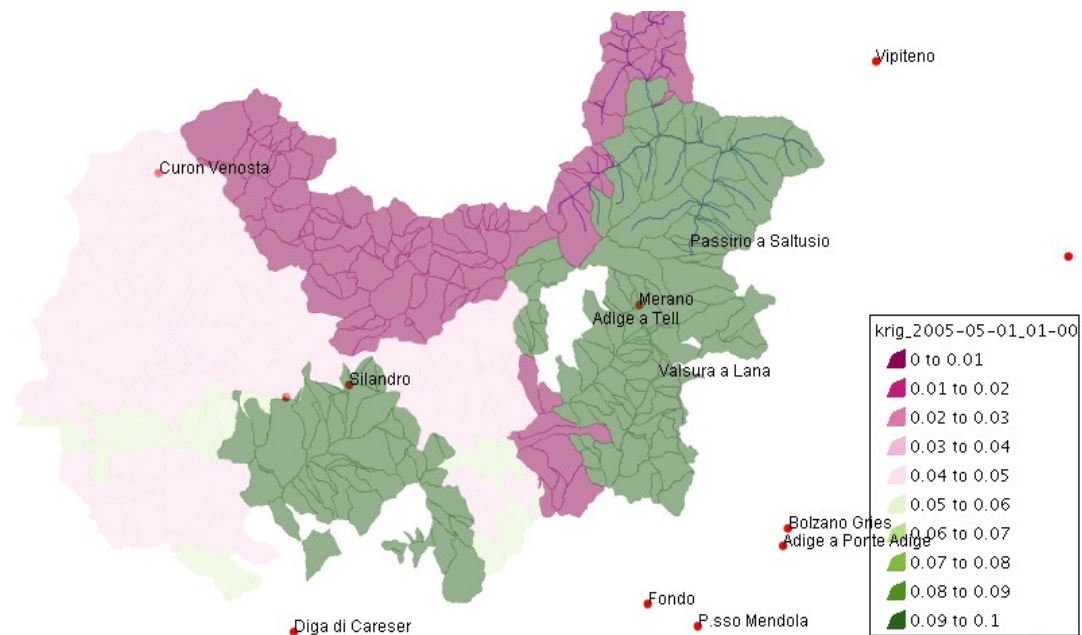 Vipiteno
Curon Venosta
Passirio a Saltusio
Merano
Adige a Tell
Valsura a Lana
Silandro
krig_2005-05-01_01-00
0 to 0.01
0.01 to 0.02
0.02 to 0.03
0.03 to 0.04
0.04 to 0.05
0.05 to 0.06
0.06 to 0.07
0.07 to 0.08
0.08 to 0.09
0.09 to 0.1
Bolzano Gries
Adige a Ponte Adige
Fondo
P.sso Mendola
Diga di Careser